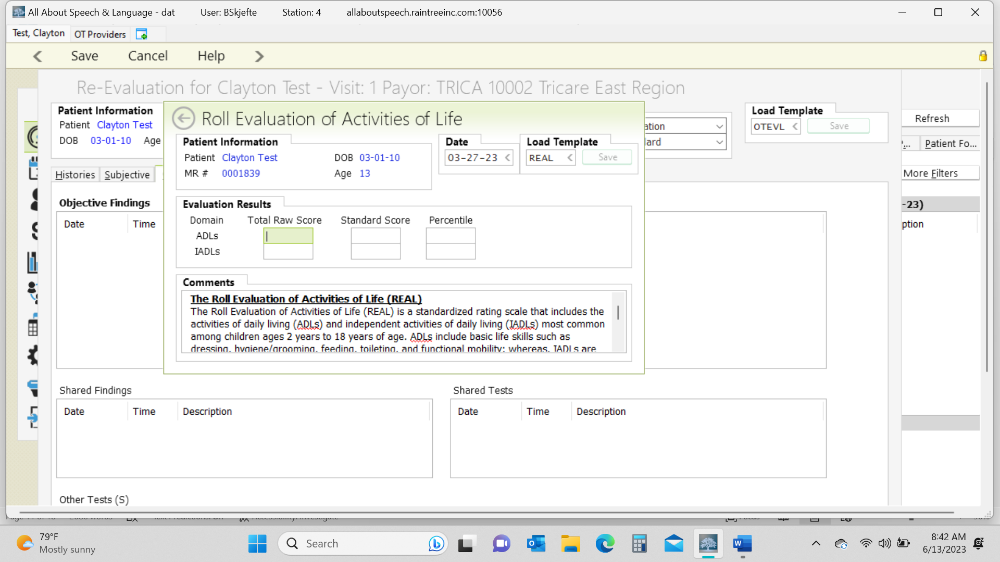 All About Speech & Language - dat User: BSkjefte Station: 4 allaboutspeech.raintreeinc.com:10056
Test, Clayton OT Providers
Save Cancel Help
Re-Evaluation for Clayton Test - Visit: 1 Payor: TRICA 10002 Tricare East Region
Patient Information
Patient Clayton Test
DOB 03-01-10 Age
Histories Subjective
Objective Findings
Date Time
Roll Evaluation of Activities of Life
Patient Information
Patient Clayton Test DOB 03-01-10
MR # 0001839 Age 13
Date
03-27-23 <
Load Template
REAL < Save
Evaluation Results
Domain Total Raw Score Standard Score Percentile
ADLs
IADLs
Comments
The Roll Evaluation of Activities of Life (REAL)
The Roll Evaluation of Activities of Life (REAL) is a standardized rating scale that includes the
activities of daily living (ADLs) and independent activities of daily living (IADLs) most common
among children ages 2 years to 18 years of age. ADLs include basic life skills such as
dressing, hygiene/grooming, feeding, toileting, and functional mobility; whereas, IADLs are
ation
lard
Load Template
OTEVL < Save
Refresh
P... Patient Fo...
More Filters
-23)
ption
Shared Findings
Date Time Description
Shared Tests
Date Time Description
Other Tests (S)
79°F
Mostly sunny
Search
8:42 AM
6/13/2023